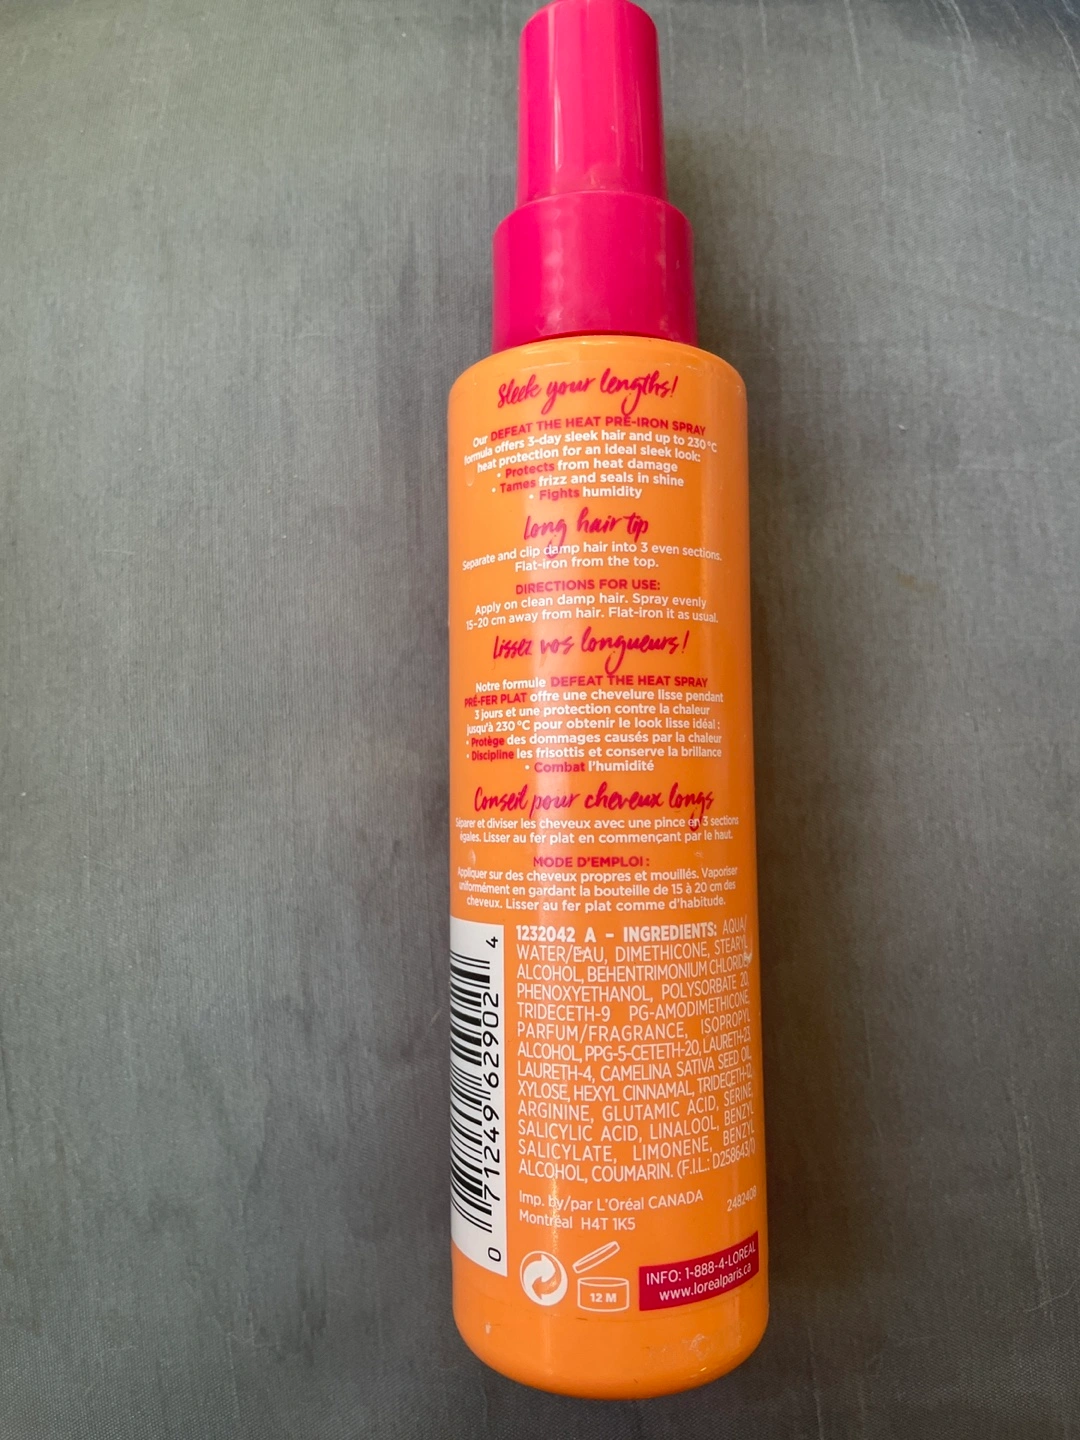 Sleek your lengths!
Our DEFEAT THE HEAT PRE-IRON SPRAY
formula offers 3-day sleek hair and up to 230 °C
heat protection for an ideal sleek look:
• Protects from heat damage
• Tames frizz and seals in shine
• Fights humidity
Long hair tip
Separate and clip damp hair into 3 even sections.
Flat-iron from the top.
DIRECTIONS FOR USE:
Apply on clean damp hair. Spray evenly
15-20 cm away from hair. Flat-iron it as usual.
Lissez vos longueurs!
Notre formule DEFEAT THE HEAT SPRAY
PRÉ-FER PLAT offre une chevelure lisse pendant
3 jours et une protection contre la chaleur
jusqu'à 230 °C pour obtenir le look lisse idéal :
• Protège des dommages causés par la chaleur
• Discipline les frisottis et conserve la brillance
• Combat l'humidité
Conseil pour cheveux longs
Séparer et diviser les cheveux avec une pince en 3 sections
égales. Lisser au fer plat en commençant par le haut.
MODE D'EMPLOI :
Appliquer sur des cheveux propres et mouillés. Vaporiser
uniformément en gardant la bouteille de 15 à 20 cm des
cheveux. Lisser au fer plat comme d'habitude.
1232042 A - INGREDIENTS: AQUA/
WATER/EAU, DIMETHICONE, STEARYL
ALCOHOL, BEHENTRIMONIUM CHLORIDE,
PHENOXYETHANOL, POLYSORBATE 20,
TRIDECETH-9 PG-AMODIMETHICONE,
PARFUM/FRAGRANCE, ISOPROPYL
ALCOHOL, PPG-5-CETETH-20, LAURETH-23,
LAURETH-4, CAMELINA SATIVA SEED OIL,
XYLOSE, HEXYL CINNAMAL, TRIDECETH-12,
ARGININE, GLUTAMIC ACID, SERINE,
SALICYLIC ACID, LINALOOL, BENZYL
SALICYLATE, LIMONENE, BENZYL
ALCOHOL, COUMARIN. (F.I.L.: D258643/1)
0 71249 62902 4
Imp. by/par L'Oréal CANADA
Montréal H4T 1K5
2482408
12 M
INFO: 1-888-4-LOREAL
www.lorealparis.ca